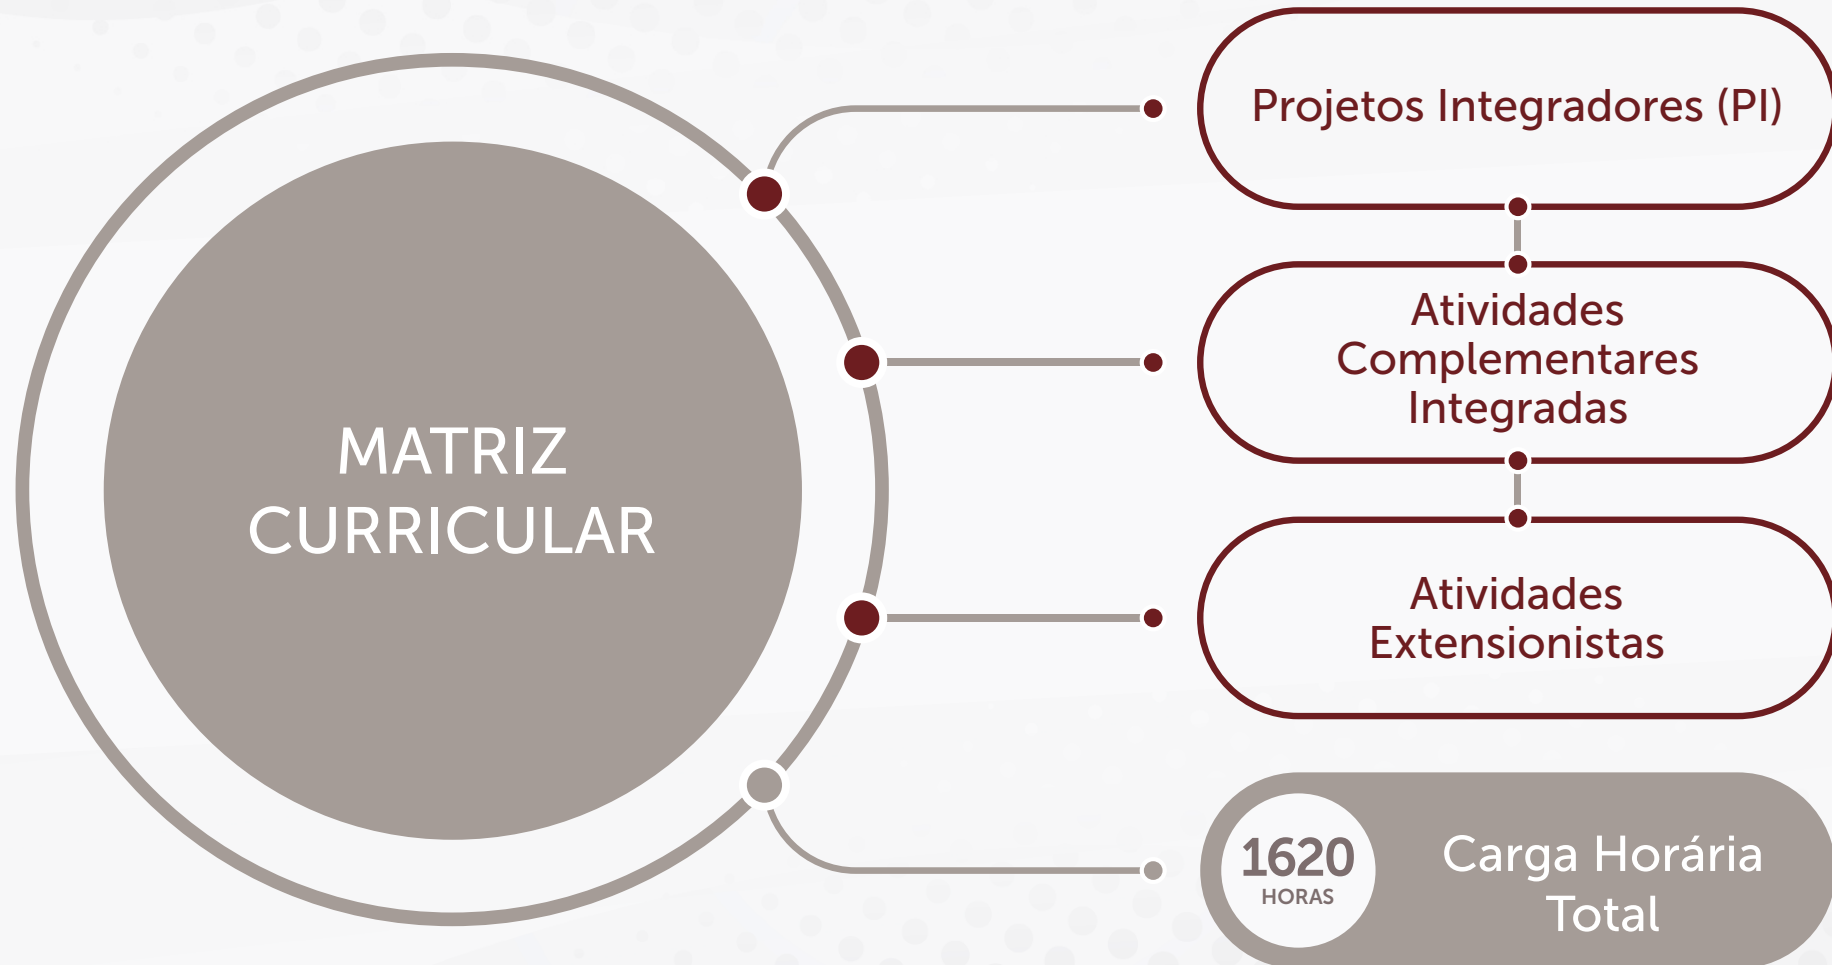 MATRIZ
CURRICULAR
Projetos Integradores (PI)
Atividades
Complementares
Integradas
Atividades
Extensionistas
1620
HORAS
Carga Horária
Total